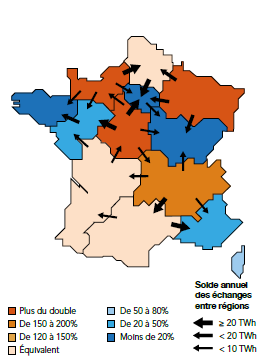 Solde annuel
des échanges
entre régions
Plus du double
De 150 à 200%
De 120 à 150%
Équivalent
De 50 à 80%
De 20 à 50%
Moins de 20%
≥ 20 TWh
< 20 TWh
< 10 TWh